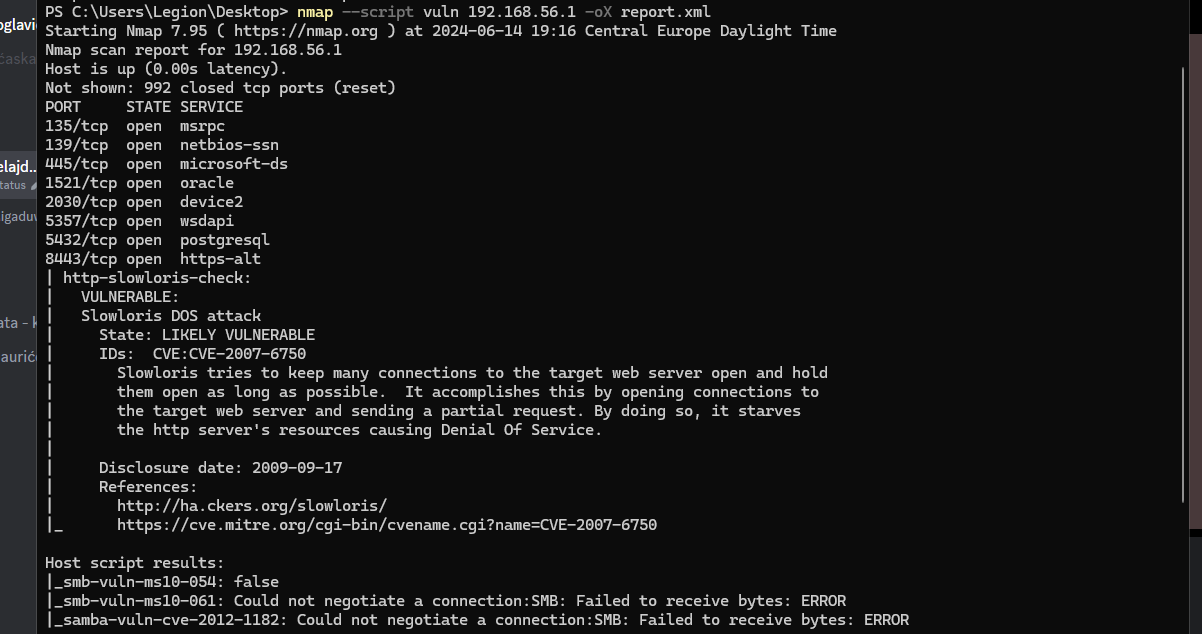 PS C:\Users\Legion\Desktop> nmap --script vuln 192.168.56.1 -oX report.xml
Starting Nmap 7.95 ( https://nmap.org ) at 2024-06-14 19:16 Central Europe Daylight Time
Nmap scan report for 192.168.56.1
Host is up (0.00s latency).
Not shown: 992 closed tcp ports (reset)
PORT     STATE SERVICE
135/tcp  open  msrpc
139/tcp  open  netbios-ssn
445/tcp  open  microsoft-ds
1521/tcp open  oracle
2030/tcp open  device2
5357/tcp open  wsdapi
5432/tcp open  postgresql
8443/tcp open  https-alt
| http-slowloris-check:
|   VULNERABLE:
|   Slowloris DOS attack
|     State: LIKELY VULNERABLE
|     IDs:  CVE:CVE-2007-6750
|       Slowloris tries to keep many connections to the target web server open and hold
|       them open as long as possible.  It accomplishes this by opening connections to
|       the target web server and sending a partial request. By doing so, it starves
|       the http server's resources causing Denial Of Service.
|
|     Disclosure date: 2009-09-17
|     References:
|       http://ha.ckers.org/slowloris/
|_      https://cve.mitre.org/cgi-bin/cvename.cgi?name=CVE-2007-6750
Host script results:
|_smb-vuln-ms10-054: false
|_smb-vuln-ms10-061: Could not negotiate a connection:SMB: Failed to receive bytes: ERROR
|_samba-vuln-cve-2012-1182: Could not negotiate a connection:SMB: Failed to receive bytes: ERROR
oglavi
časka
elajd..
tatus
igaduv
ata - k
aurić